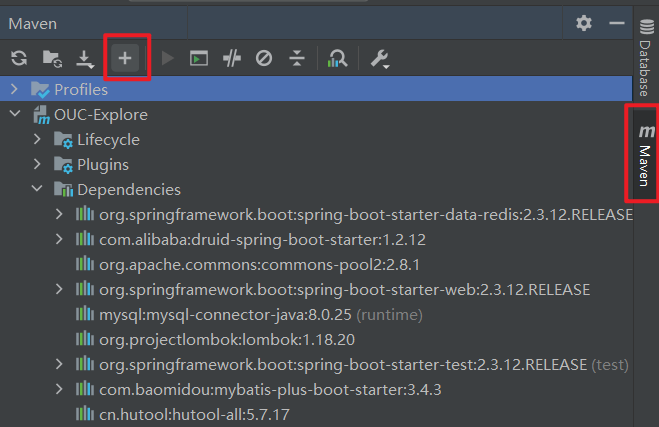 Maven
Profiles
OUC-Explore
Lifecycle
Plugins
Dependencies
org.springframework.boot:spring-boot-starter-data-redis:2.3.12.RELEASE
com.alibaba:druid-spring-boot-starter:1.2.12
org.apache.commons:commons-pool2:2.8.1
org.springframework.boot:spring-boot-starter-web:2.3.12.RELEASE
mysql:mysql-connector-java:8.0.25 (runtime)
org.projectlombok:lombok:1.18.20
org.springframework.boot:spring-boot-starter-test:2.3.12.RELEASE (test)
com.baomidou:mybatis-plus-boot-starter:3.4.3
cn.hutool:hutool-all:5.7.17
Database
m Maven